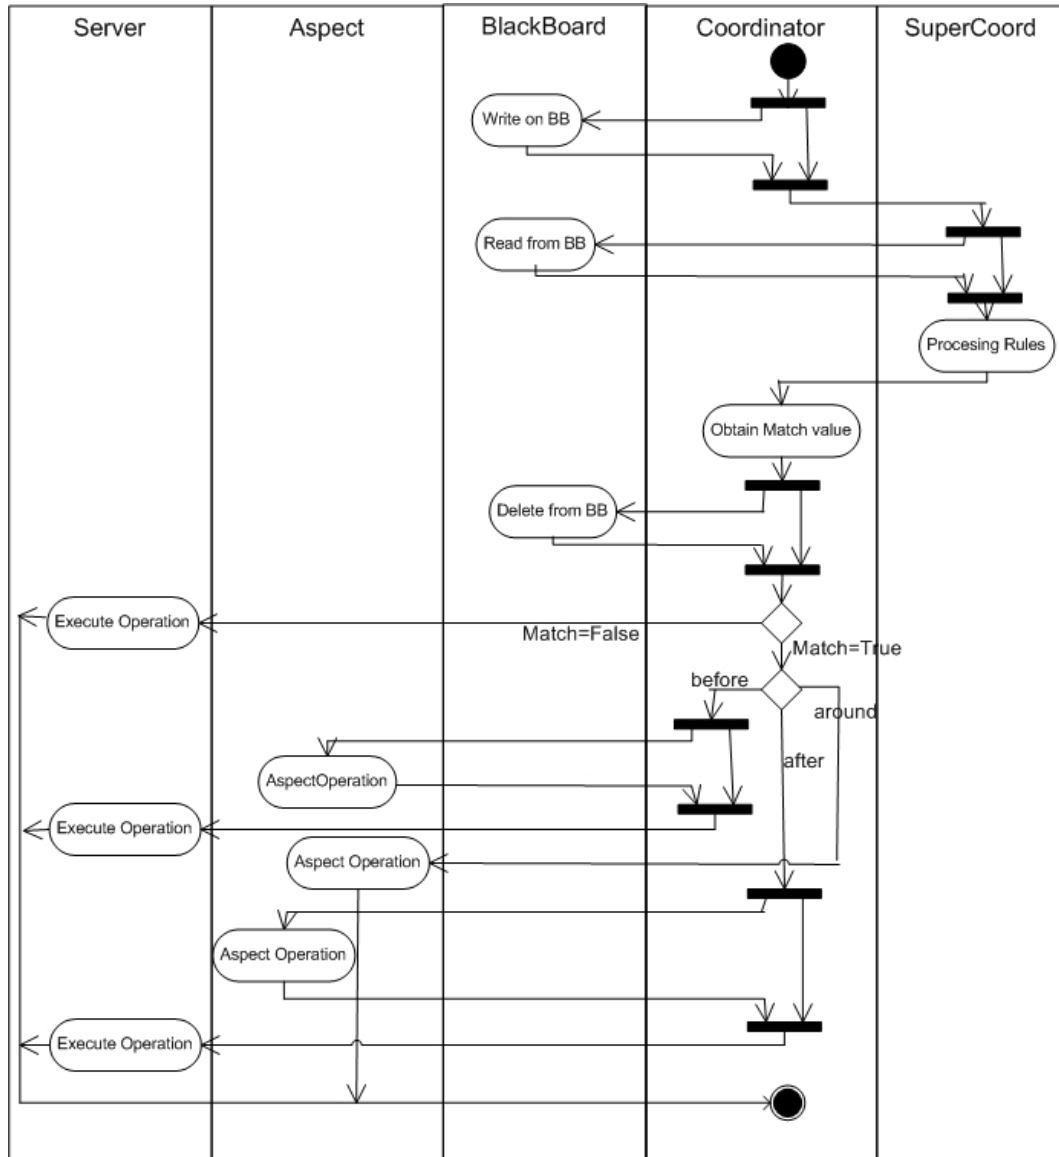 Server
Aspect
BlackBoard
Coordinator
SuperCoord
Write on BB
Read from BB
Procesing Rules
Obtain Match value
Delete from BB
Execute Operation
Match=False
Match=True
before
around
after
AspectOperation
Execute Operation
Aspect Operation
Aspect Operation
Execute Operation